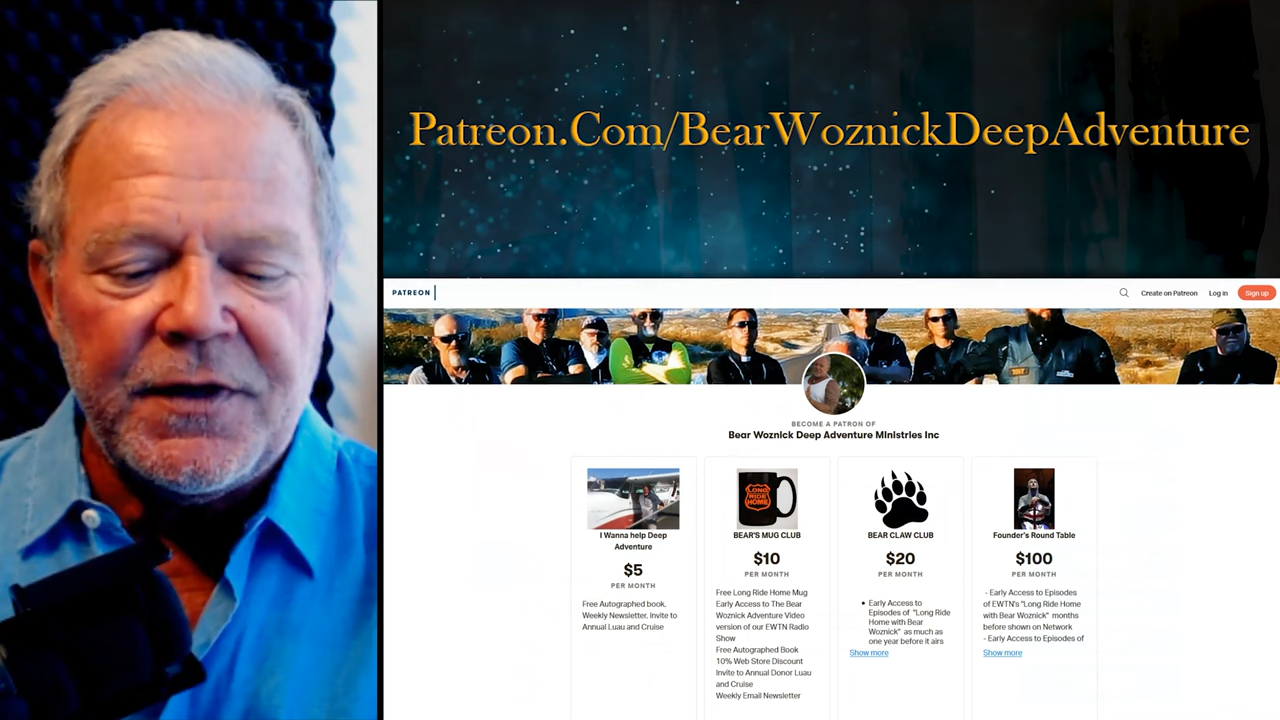 Patreon.Com/BearWoznickDeepAdventure
PATREON
Create on Patreon
Log in
Sign up
BECOME A PATRON OF
Bear Woznick Deep Adventure MInistries Inc
I Wanna help Deep
Adventure
$5
PER MONTH
Free Autographed book,
Weekly Newsletter, Invite to
Annual Luau and Cruise
LONG
RIDE
HOME
BEAR'S MUG CLUB
$10
PER MONTH
Free Long Ride Home Mug
Early Access to The Bear
Woznick Adventure Video
version of our EWTN Radio
Show
Free Autographed Book
10% Web Store Discount
Invite to Annual Donor Luau
and Cruise
Weekly Email Newsletter
BEAR CLAW CLUB
$20
PER MONTH
• Early Access to
Episodes of "Long Ride
Home with Bear
Woznick" as much as
one year before it airs
Show more
Founder's Round Table
$100
PER MONTH
- Early Access to Episodes
of EWTN's "Long Ride Home
with Bear Woznick" months
before shown on Network
- Early Access to Episodes of
Show more